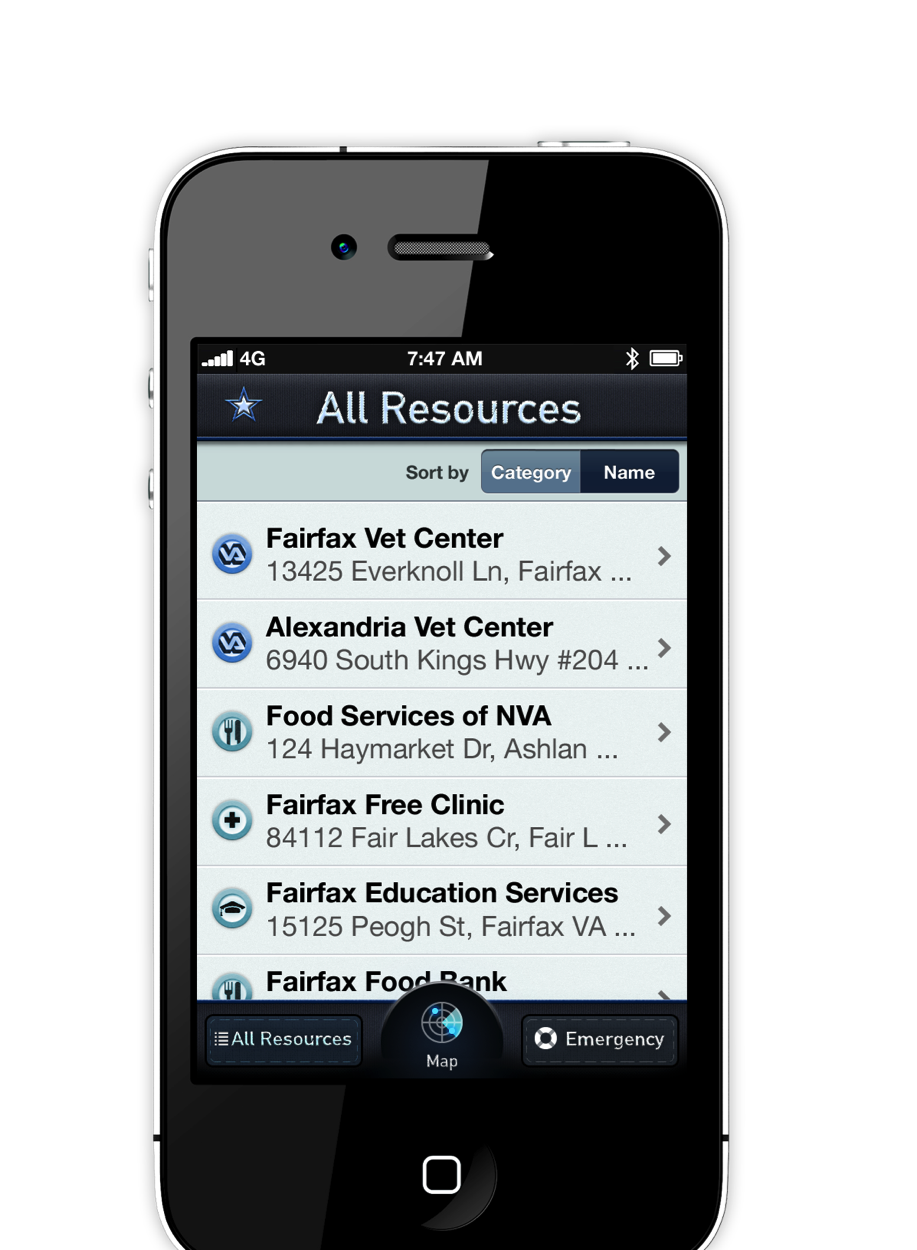 4G 7:47 AM
All Resources
Sort by Category Name
Fairfax Vet Center
13425 Everknoll Ln, Fairfax ...
Alexandria Vet Center
6940 South Kings Hwy #204 ...
Food Services of NVA
124 Haymarket Dr, Ashlan ...
Fairfax Free Clinic
84112 Fair Lakes Cr, Fair L ...
Fairfax Education Services
15125 Peogh St, Fairfax VA ...
Fairfax Food Bank
All Resources Map Emergency